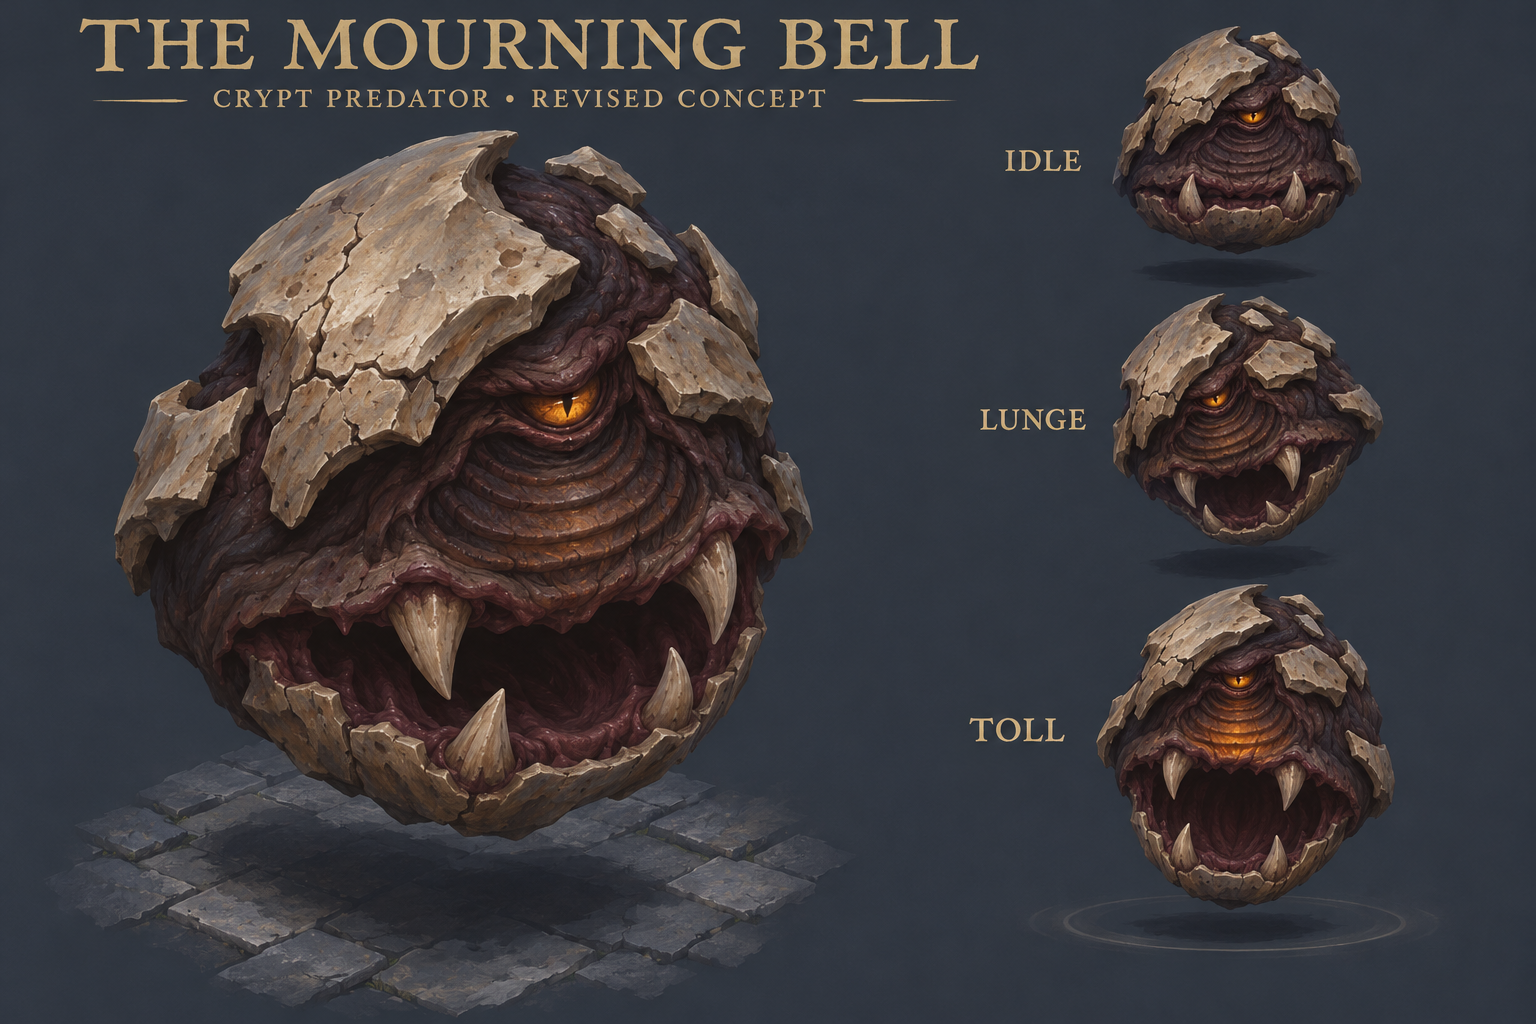 THE MOURNING BELL
CRYPT PREDATOR • REVISED CONCEPT
IDLE
LUNGE
TOLL